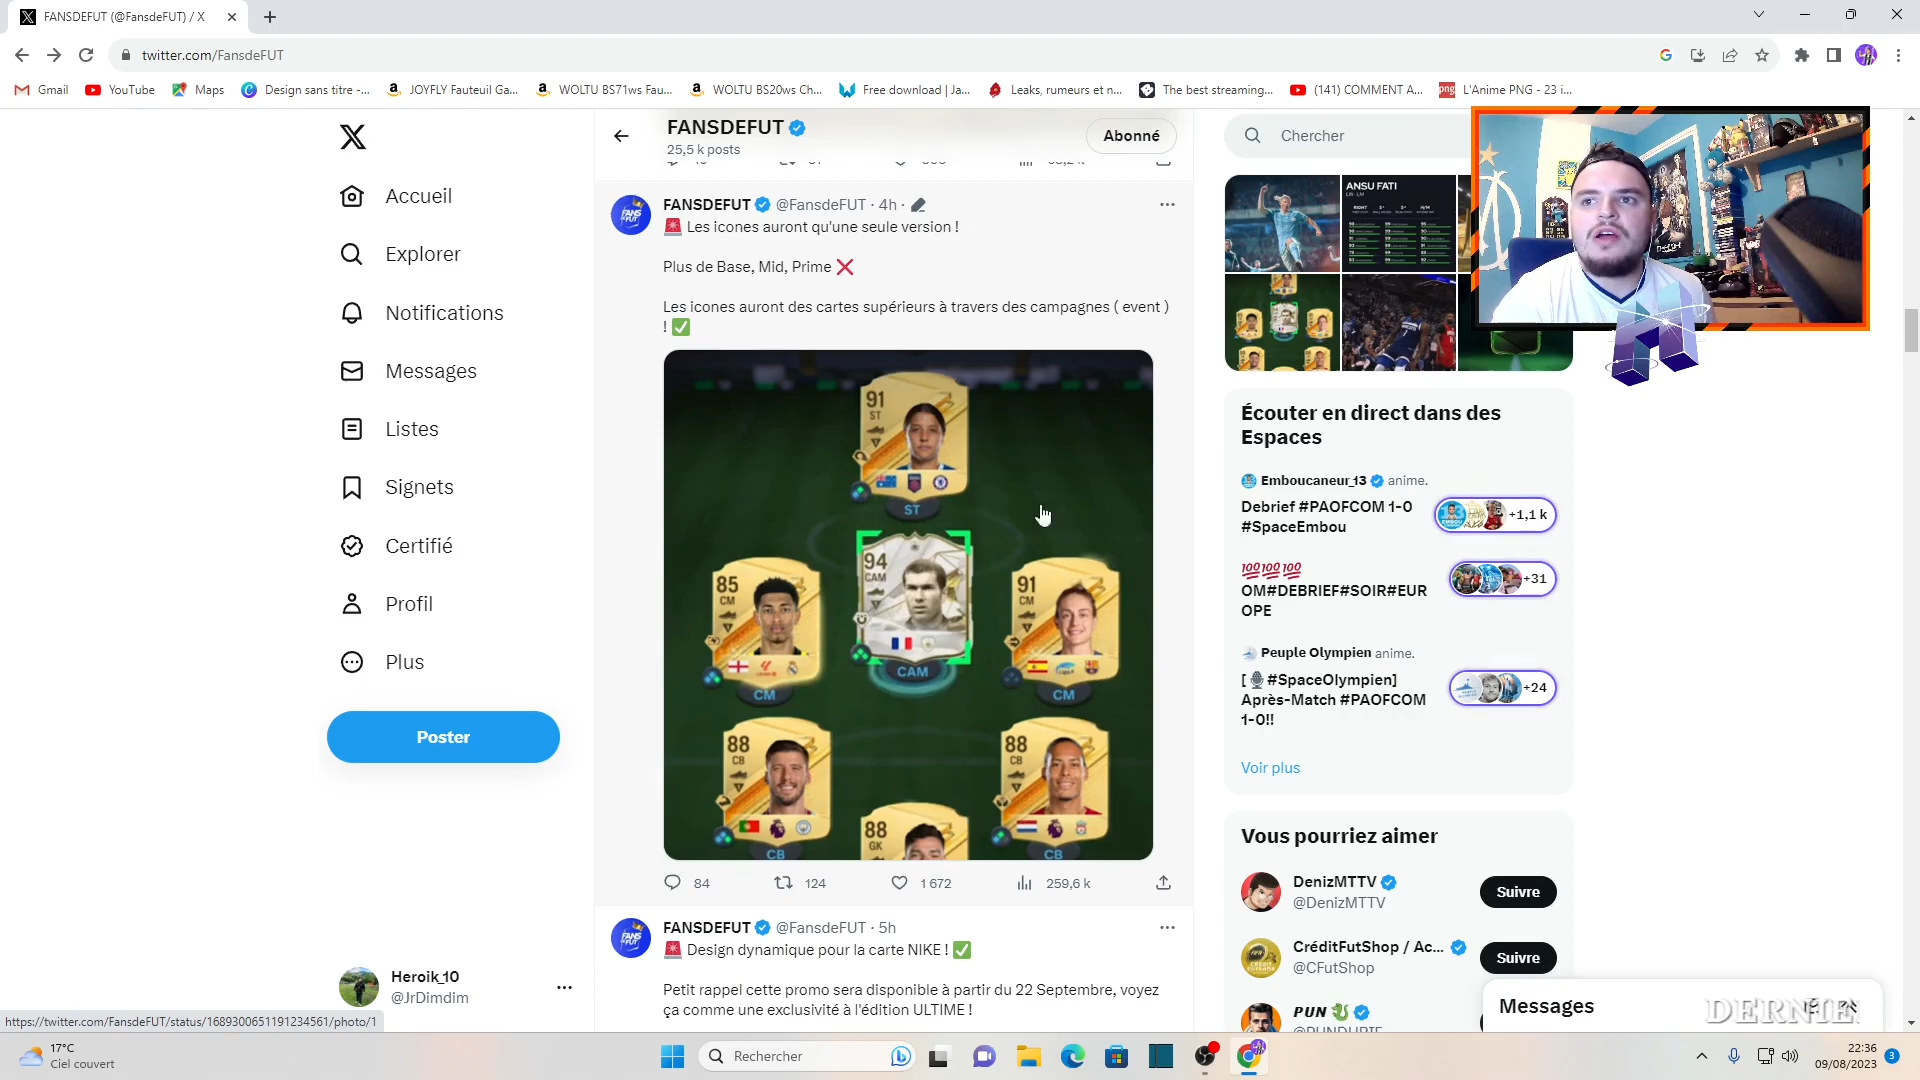 FANSDEFUT (@FansdeFUT) / X
twitter.com/FansdeFUT
Gmail
YouTube
Maps
Design sans titre -...
JOYFLY Fauteuil Ga...
WOLTU BS71ws Fau...
WOLTU BS20ws Ch...
Free download | Ja...
Leaks, rumeurs et n...
The best streaming...
(141) COMMENT A...
L'Anime PNG - 23 i...
Accueil
Explorer
Notifications
Messages
Listes
Signets
Certifié
Profil
Plus
Poster
Heroik_10
@JrDimdim
https://twitter.com/FansdeFUT/status/1689300651191234561/photo/1
FANSDEFUT
25,5 k posts
Abonné
FANSDEFUT @FansdeFUT · 4h ·
🚨 Les icones auront qu'une seule version !
Plus de Base, Mid, Prime ❌
Les icones auront des cartes supérieurs à travers des campagnes ( event )
! ✅
91
ST
ST
94
CAM
CAM
85
CM
CM
91
CM
CM
88
CB
CB
88
CB
CB
88
GK
84
124
1 672
259,6 k
FANSDEFUT @FansdeFUT · 5h
🚨 Design dynamique pour la carte NIKE ! ✅
Petit rappel cette promo sera disponible à partir du 22 Septembre, voyez
ça comme une exclusivité à l'édition ULTIME !
Chercher
ANSU FATI
Écouter en direct dans des
Espaces
Emboucaneur_13 anime.
Debrief #PAOFCOM 1-0
#SpaceEmbou
+1,1 k
💯💯💯
OM#DEBRIEF#SOIR#EUR
OPE
+31
Peuple Olympien anime.
[ 🎙️#SpaceOlympien]
Après-Match #PAOFCOM
1-0!!
+24
Voir plus
Vous pourriez aimer
DenizMTTV
@DenizMTTV
Suivre
CréditFutShop / Ac...
@CFutShop
Suivre
PUN 🐉
Messages
DERNIE
17°C
Ciel couvert
Rechercher
22:36
09/08/2023
3